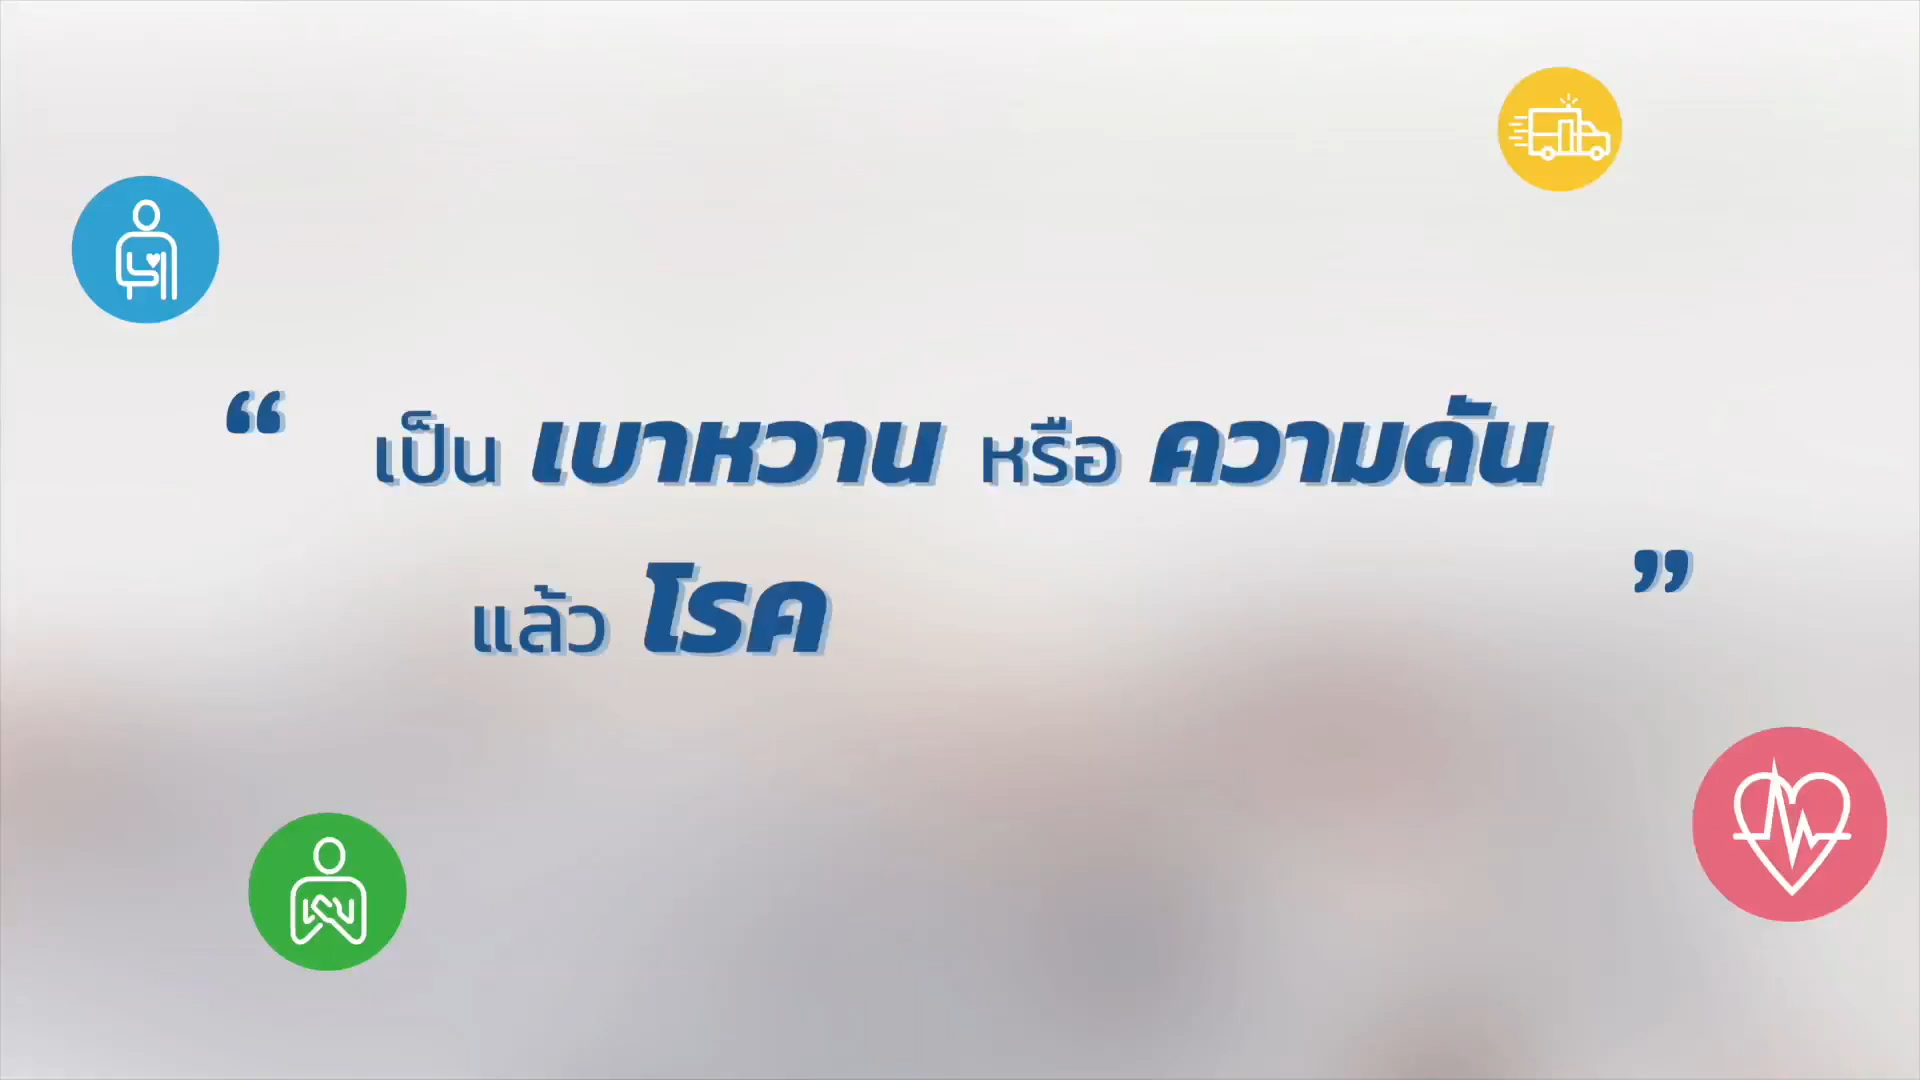 “ เป็น เบาหวาน หรือ ความดัน
แล้ว โรค ”